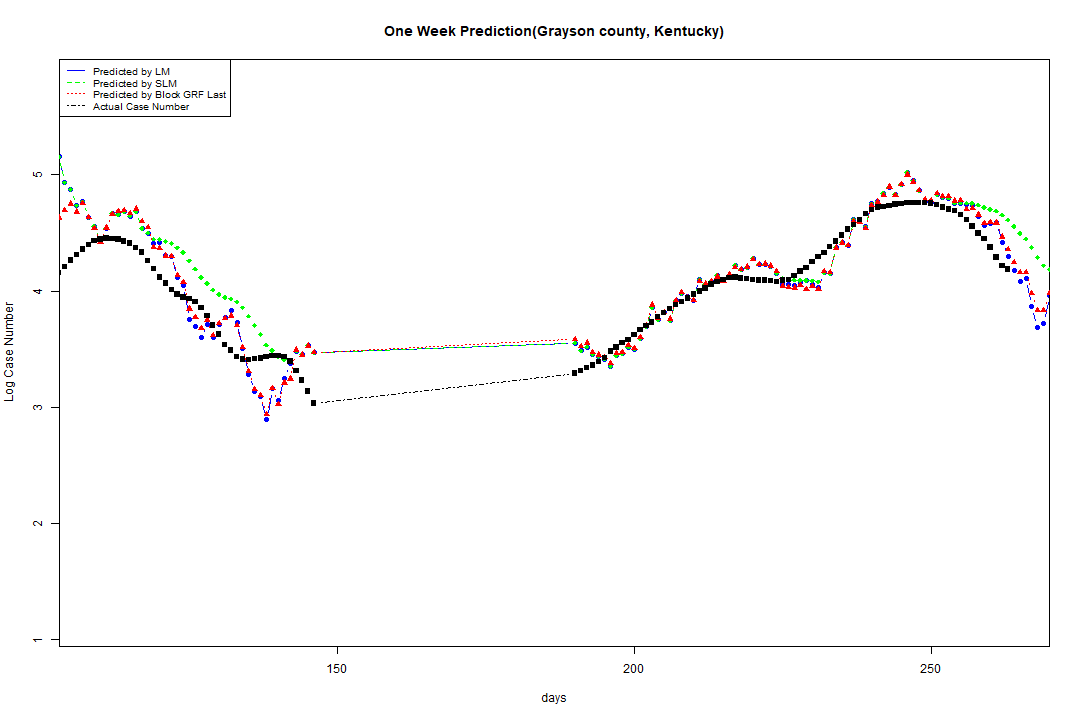 One Week Prediction(Grayson county, Kentucky)
Predicted by LM
Predicted by SLM
Predicted by Block GRF Last
Actual Case Number
5
4
3
2
1
Log Case Number
150 200 250
days